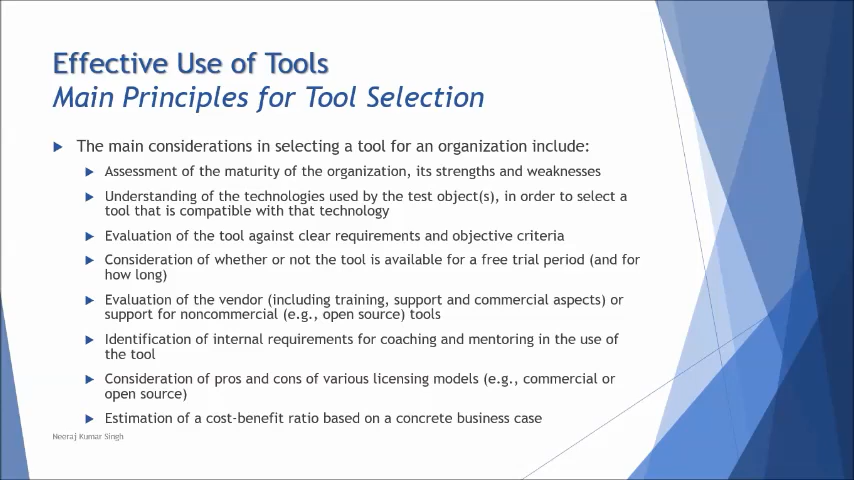 Effective Use of Tools
Main Principles for Tool Selection
The main considerations in selecting a tool for an organization include:
Assessment of the maturity of the organization, its strengths and weaknesses
Understanding of the technologies used by the test object(s), in order to select a
tool that is compatible with that technology
Evaluation of the tool against clear requirements and objective criteria
Consideration of whether or not the tool is available for a free trial period (and for
how long)
Evaluation of the vendor (including training, support and commercial aspects) or
support for noncommercial (e.g., open source) tools
Identification of internal requirements for coaching and mentoring in the use of
the tool
Consideration of pros and cons of various licensing models (e.g., commercial or
open source)
Estimation of a cost-benefit ratio based on a concrete business case
Neeraj Kumar Singh